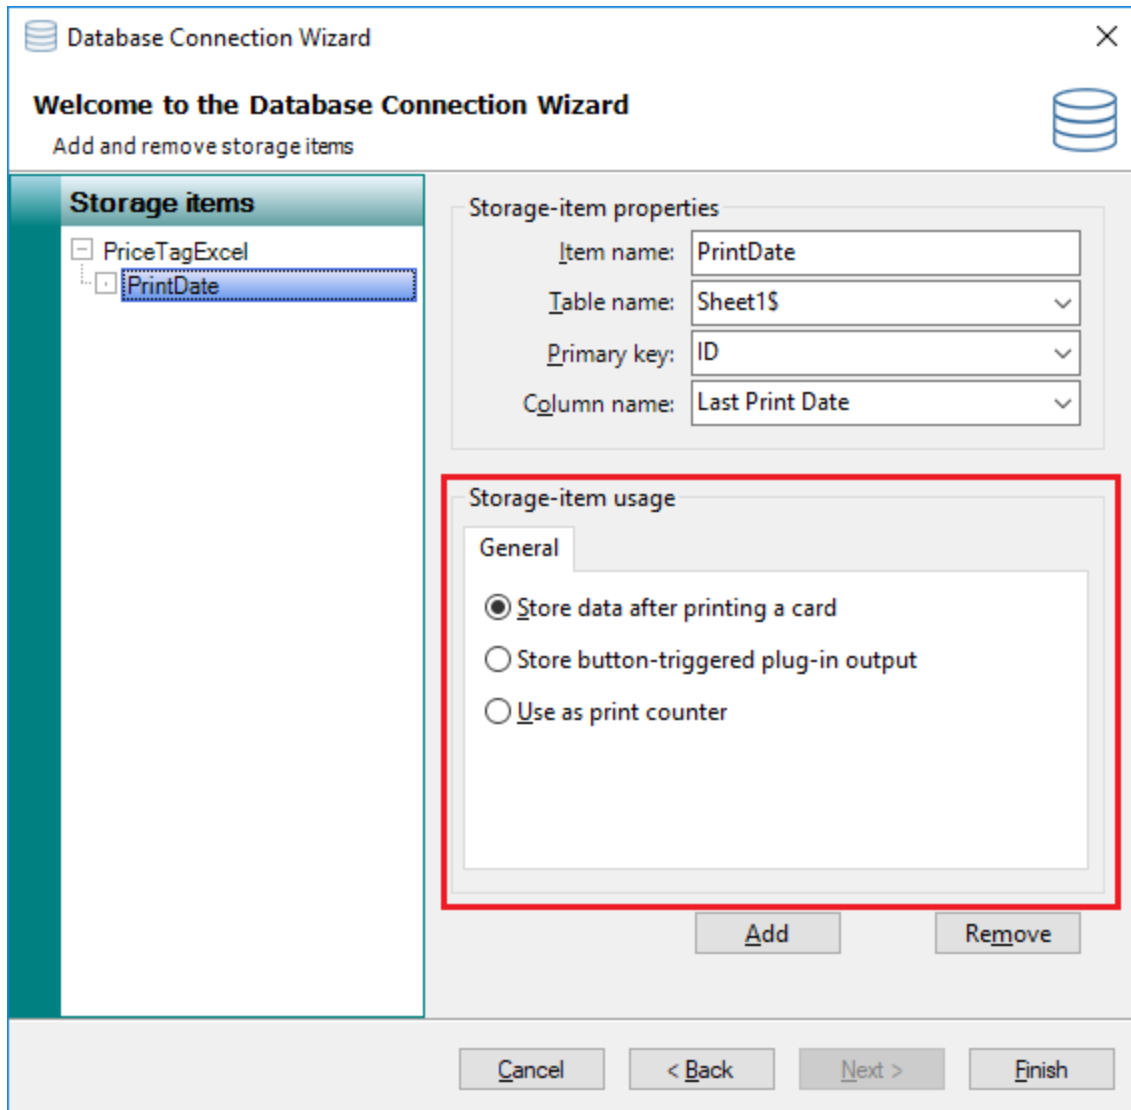 Database Connection Wizard
Welcome to the Database Connection Wizard
Add and remove storage items
Storage items
PriceTagExcel
PrintDate
Storage-item properties
Item name: PrintDate
Table name: Sheet1$
Primary key: ID
Column name: Last Print Date
Storage-item usage
General
Store data after printing a card
Store button-triggered plug-in output
Use as print counter
Add Remove
Cancel < Back Next > Finish